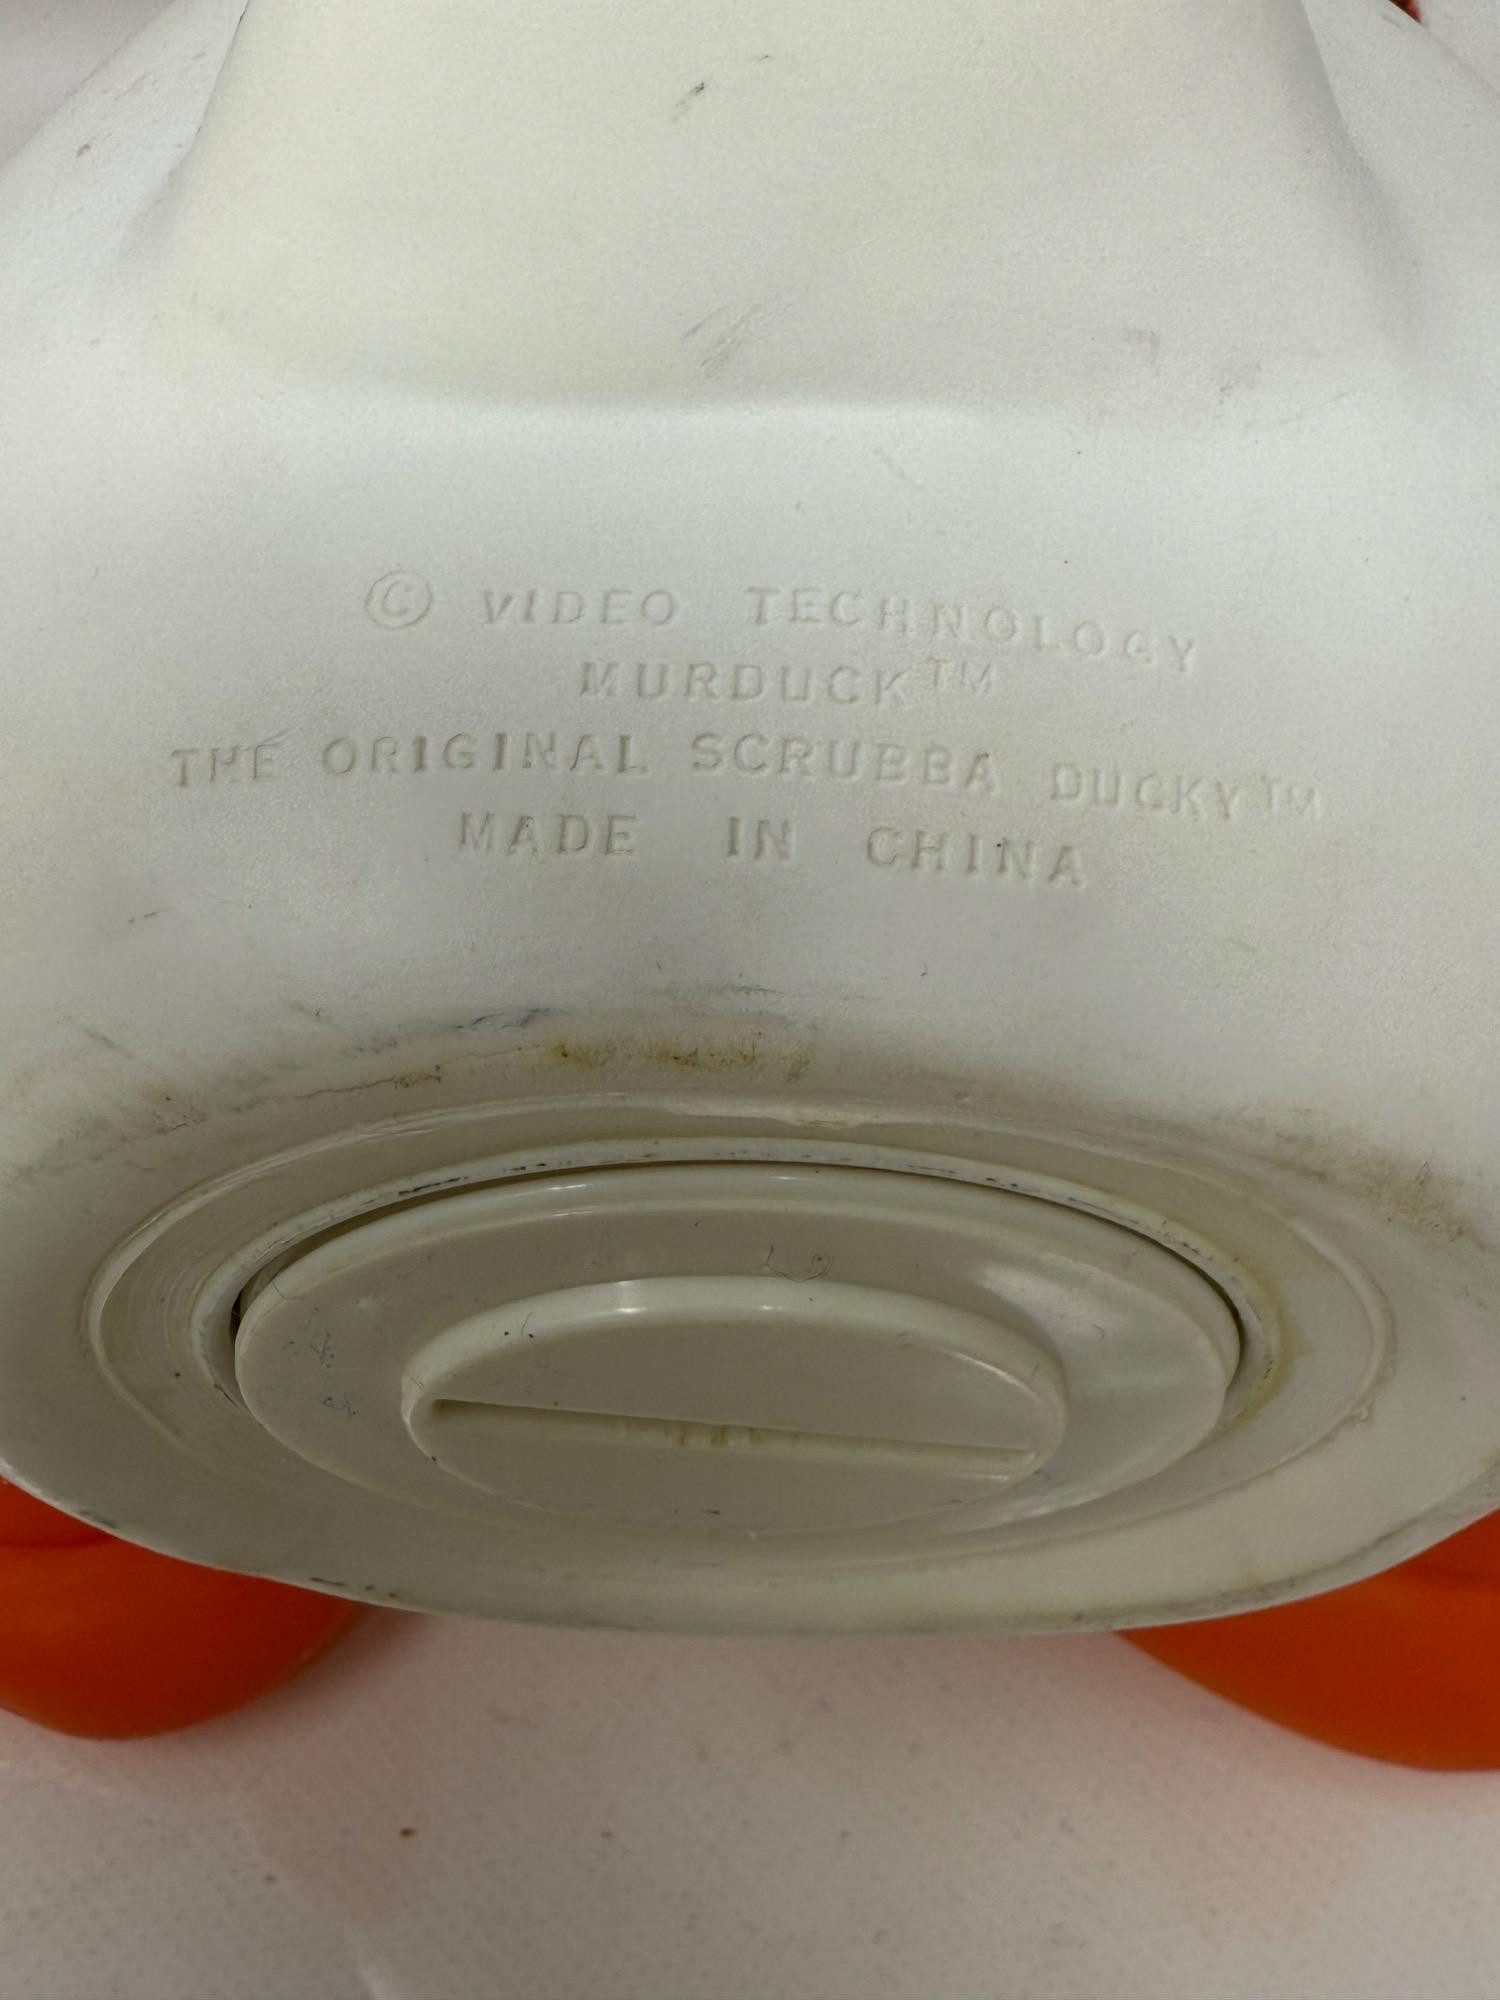 © VIDEO TECHNOLOGY
MURDUCK™
THE ORIGINAL SCRUBBA DUCKY™
MADE IN CHINA